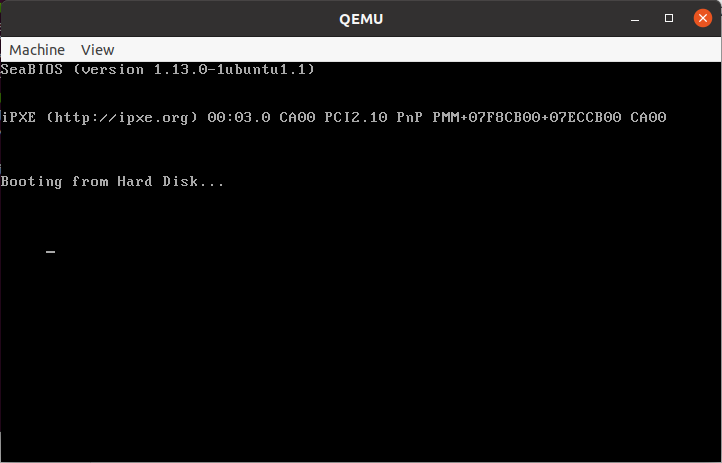 QEMU
Machine View
SeaBIOS (version 1.13.0-1ubuntu1.1)
iPXE (http://ipxe.org) 00:03.0 CA00 PCI2.10 PnP PMM+07F8CB00+07ECCB00 CA00
Booting from Hard Disk...
_